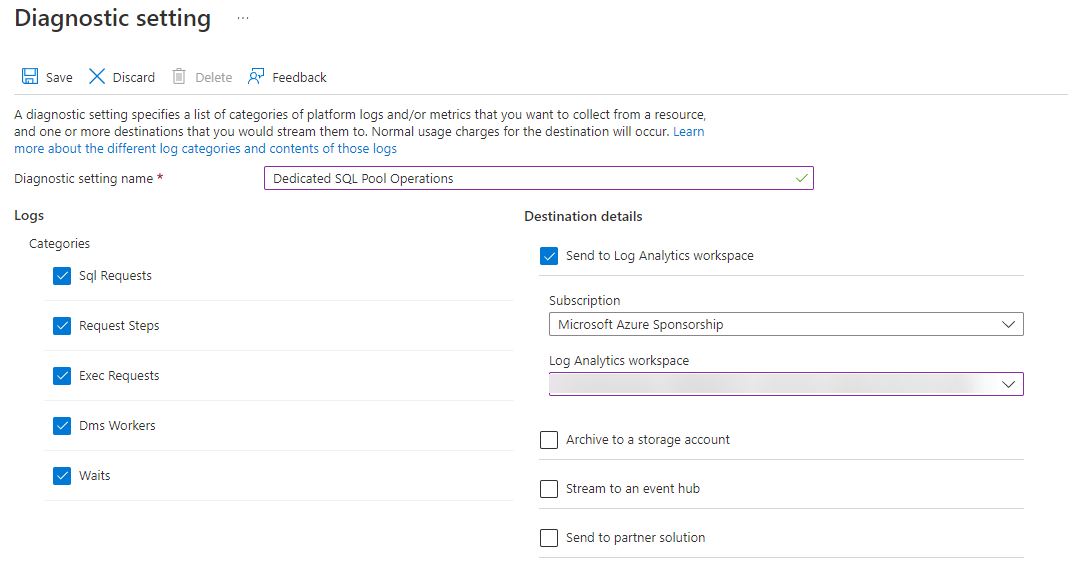 Diagnostic setting ...
Save Discard Delete Feedback
A diagnostic setting specifies a list of categories of platform logs and/or metrics that you want to collect from a resource,
and one or more destinations that you would stream them to. Normal usage charges for the destination will occur. Learn
more about the different log categories and contents of those logs
Diagnostic setting name * Dedicated SQL Pool Operations
Logs
Categories
Sql Requests
Request Steps
Exec Requests
Dms Workers
Waits
Destination details
Send to Log Analytics workspace
Subscription
Microsoft Azure Sponsorship
Log Analytics workspace
Archive to a storage account
Stream to an event hub
Send to partner solution